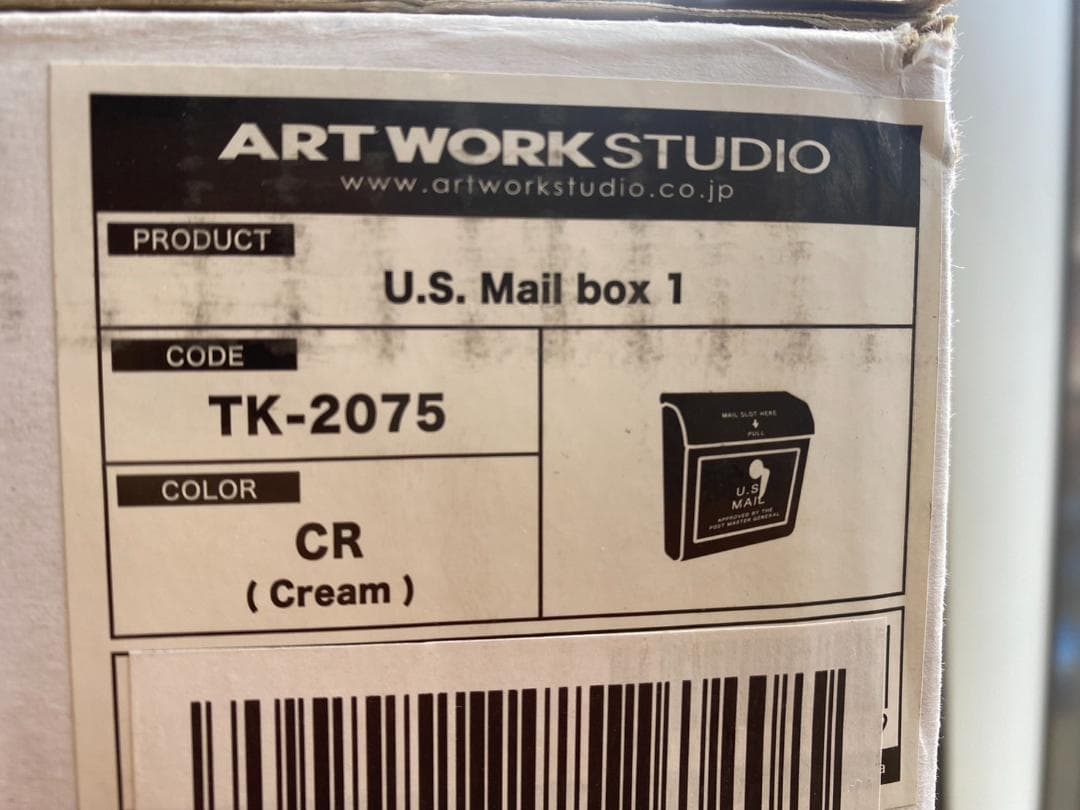 ART WORK STUDIO
www.artworkstudio.co.jp
PRODUCT
U.S. Mail box 1
CODE
TK-2075
COLOR
CR
( Cream )
MAIL SLOT HERE
PULL
U.S
MAIL
APPROVED BY THE
POST MASTER GENERAL